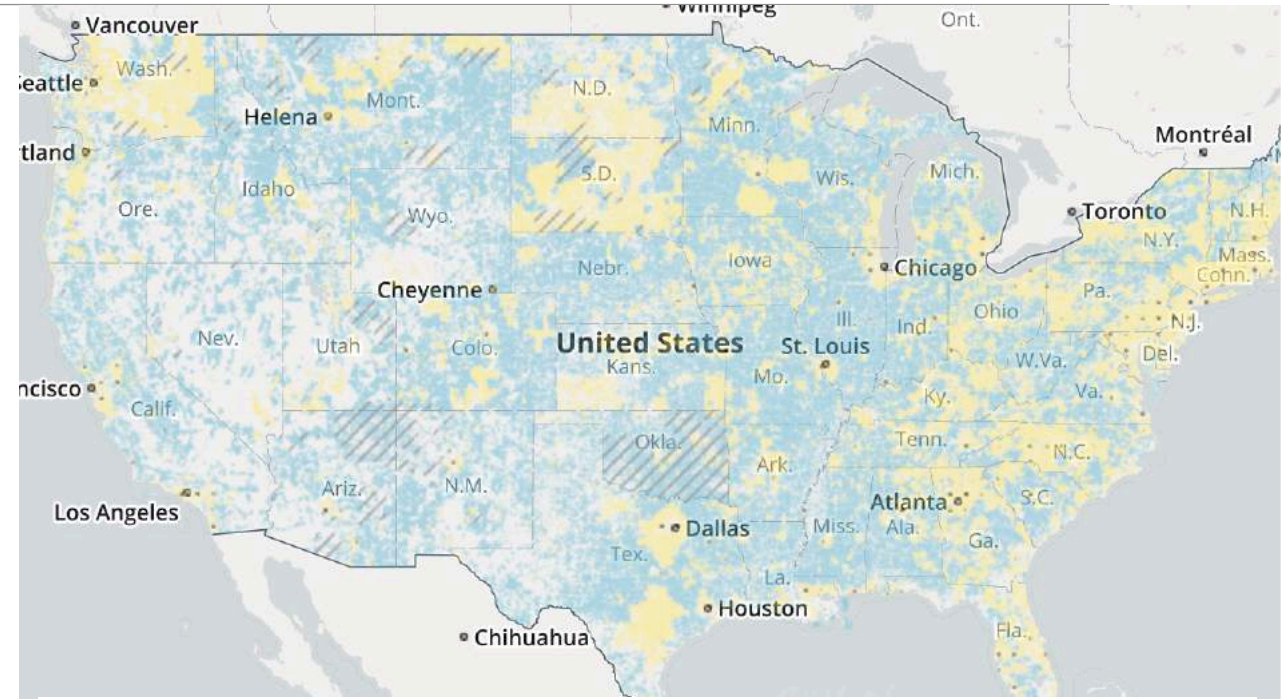 Winnipeg
Ont.
Vancouver
Wash.
Seattle
Mont.
N.D.
Helena
Minn.
Montréal
rtland
Idaho
S.D.
Wis.
Mich.
Ore.
Wyo.
Toronto
N.H.
N.Y.
Mass.
Conn.
Nebr.
Iowa
Chicago
Cheyenne
Pa.
Ohio
N.J.
Ill.
Ind.
Nev.
Utah
Colo.
United States
St. Louis
Del.
Kans.
Mo.
W.Va.
Va.
ncisco
Calif.
Ky.
Okla.
Tenn.
N.C.
Ark.
Ariz.
N.M.
Los Angeles
Atlanta
S.C.
Dallas
Miss.
Ala.
Ga.
Tex.
La.
Houston
Fla.
Chihuahua